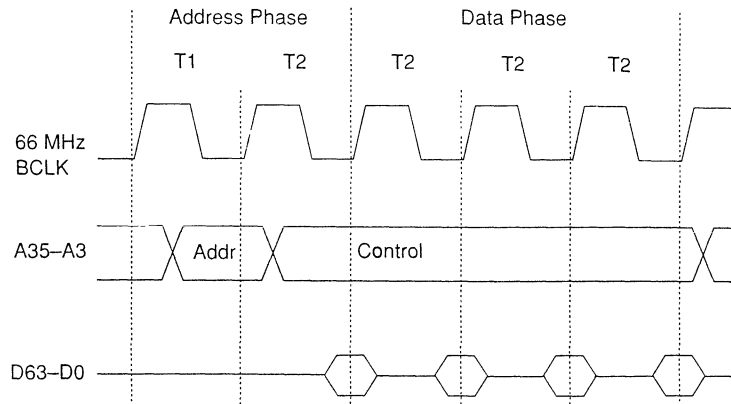 Address Phase
Data Phase
T1
T2
T2
T2
T2
66 MHz
BCLK
A35–A3
Addr
Control
D63–D0